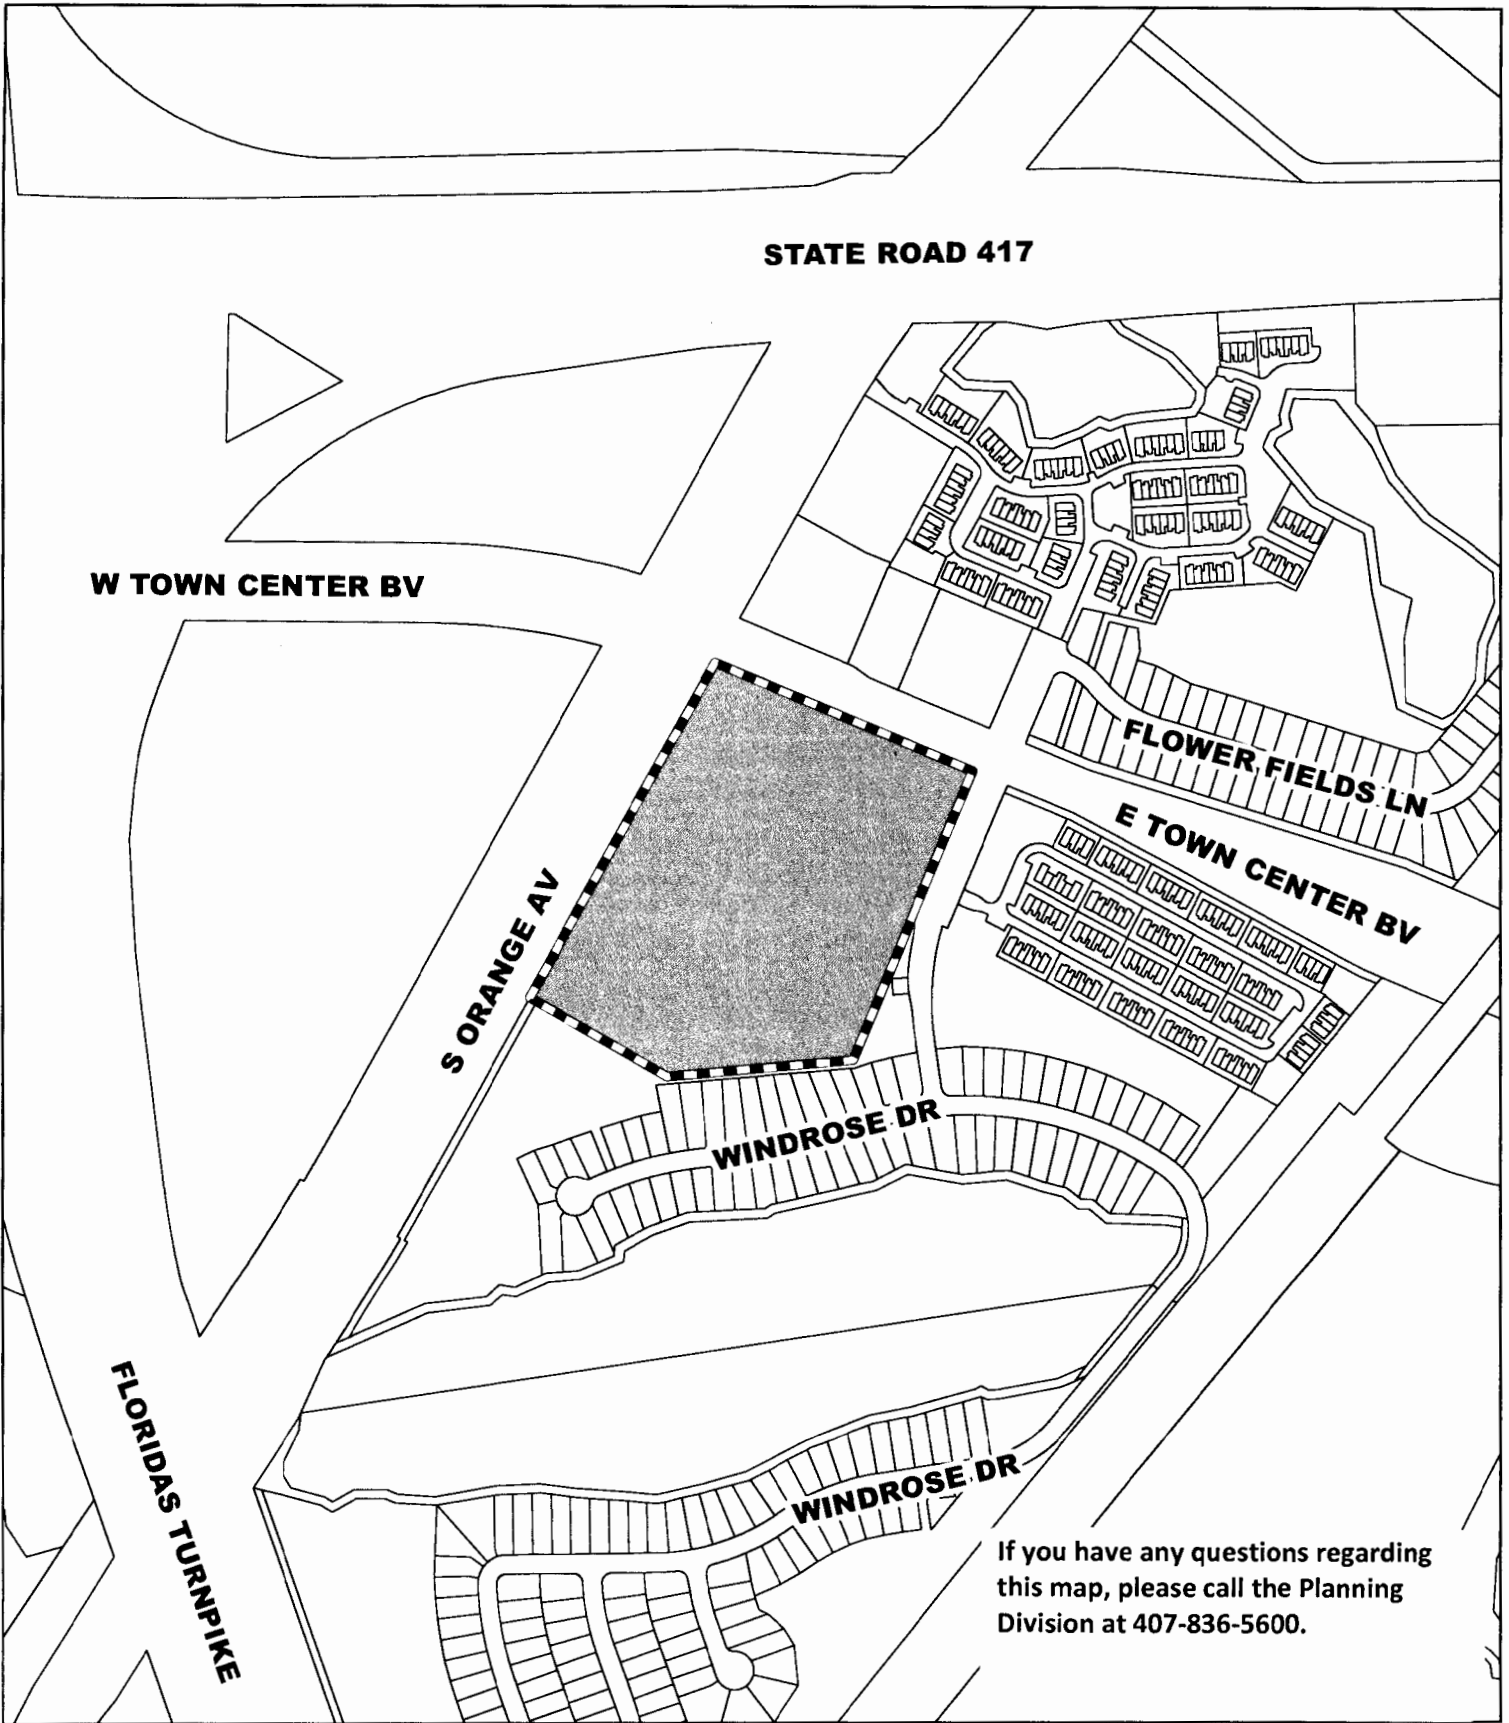 STATE ROAD 417
W TOWN CENTER BV
FLOWER FIELDS LN
E TOWN CENTER BV
S ORANGE AV
WINDROSE DR
FLORIDAS TURNPIKE
WINDROSE DR
If you have any questions regarding
this map, please call the Planning
Division at 407-836-5600.